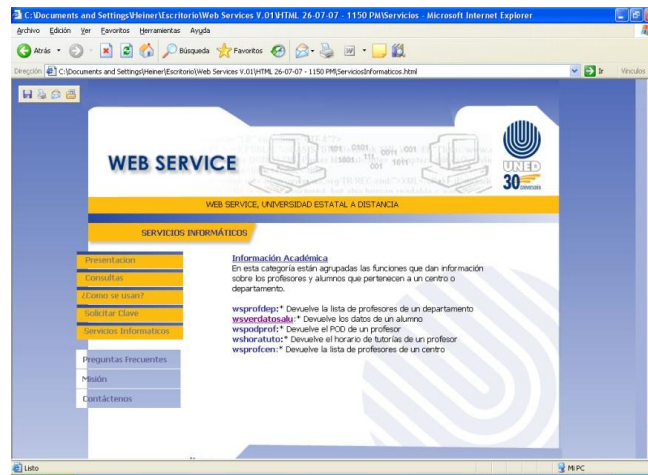 C:\Documents and Settings\Heiner\Escritorio\Web Services V.01\HTML 26-07-07 - 1150 PM\Servicios - Microsoft Internet Explorer
Archivo Edición Ver Favoritos Herramientas Ayuda
Atrás Búsqueda Favoritos
Dirección C:\Documents and Settings\Heiner\Escritorio\Web Services V.01\HTML 26-07-07 - 1150 PM\ServiciosInformaticos.html Ir Vínculos
WEB SERVICE
UNED
30
WEB SERVICE, UNIVERSIDAD ESTATAL A DISTANCIA
SERVICIOS INFORMÁTICOS
Presentacion
Consultas
¿Como se usan?
Solicitar Clave
Servicios Informaticos
Preguntas Frecuentes
Misión
Contáctenos
Información Académica
En esta categoría están agrupadas las funciones que dan información
sobre los profesores y alumnos que pertenecen a un centro o
departamento.
wsprofdep:* Devuelve la lista de profesores de un departamento
wsverdatosalu:* Devuelve los datos de un alumno
wspodprof:* Devuelve el POD de un profesor
wshoratuto:* Devuelve el horario de tutorías de un profesor
wsprofcen:* Devuelve la lista de profesores de un centro
Listo
Mi PC